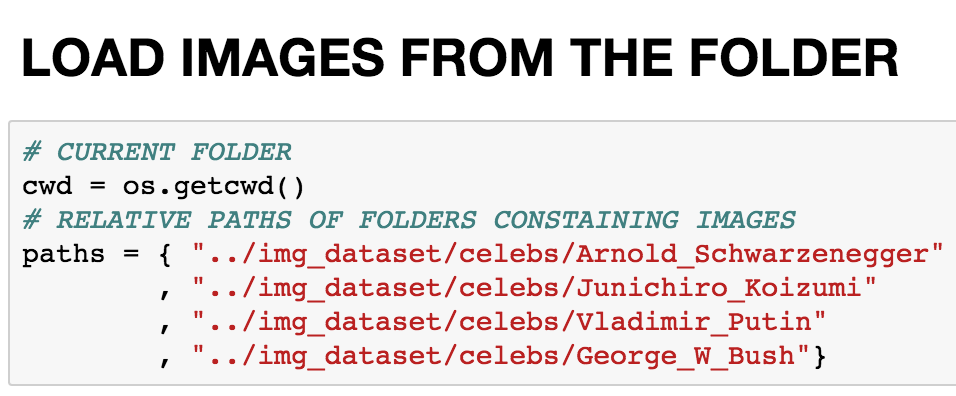 LOAD IMAGES FROM THE FOLDER
# CURRENT FOLDER
cwd = os.getcwd()
# RELATIVE PATHS OF FOLDERS CONSTAINING IMAGES
paths = { "../img_dataset/celebs/Arnold_Schwarzenegger"
        , "../img_dataset/celebs/Junichiro_Koizumi"
        , "../img_dataset/celebs/Vladimir_Putin"
        , "../img_dataset/celebs/George_W_Bush"}